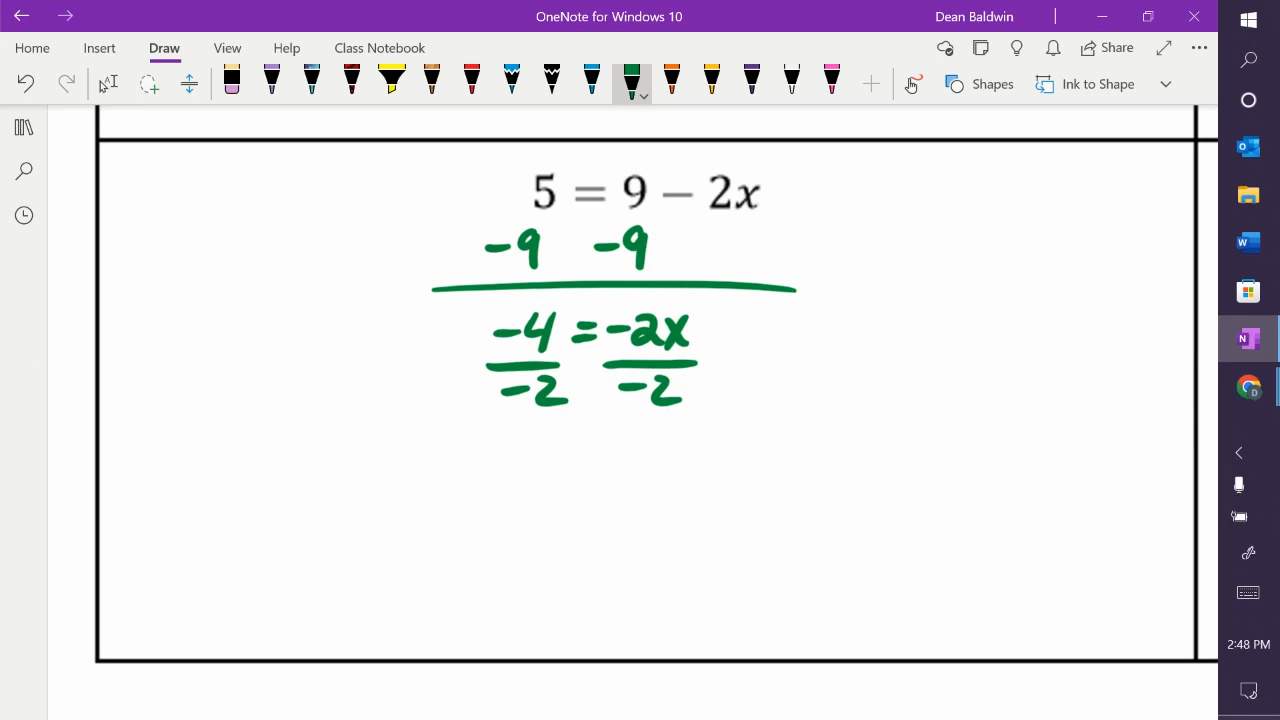 OneNote for Windows 10
Dean Baldwin
Home Insert Draw View Help Class Notebook
Share
Shapes
Ink to Shape
5 = 9 − 2x
-9 -9
-4 = -2x
-2 -2
N
W
D
2:48 PM